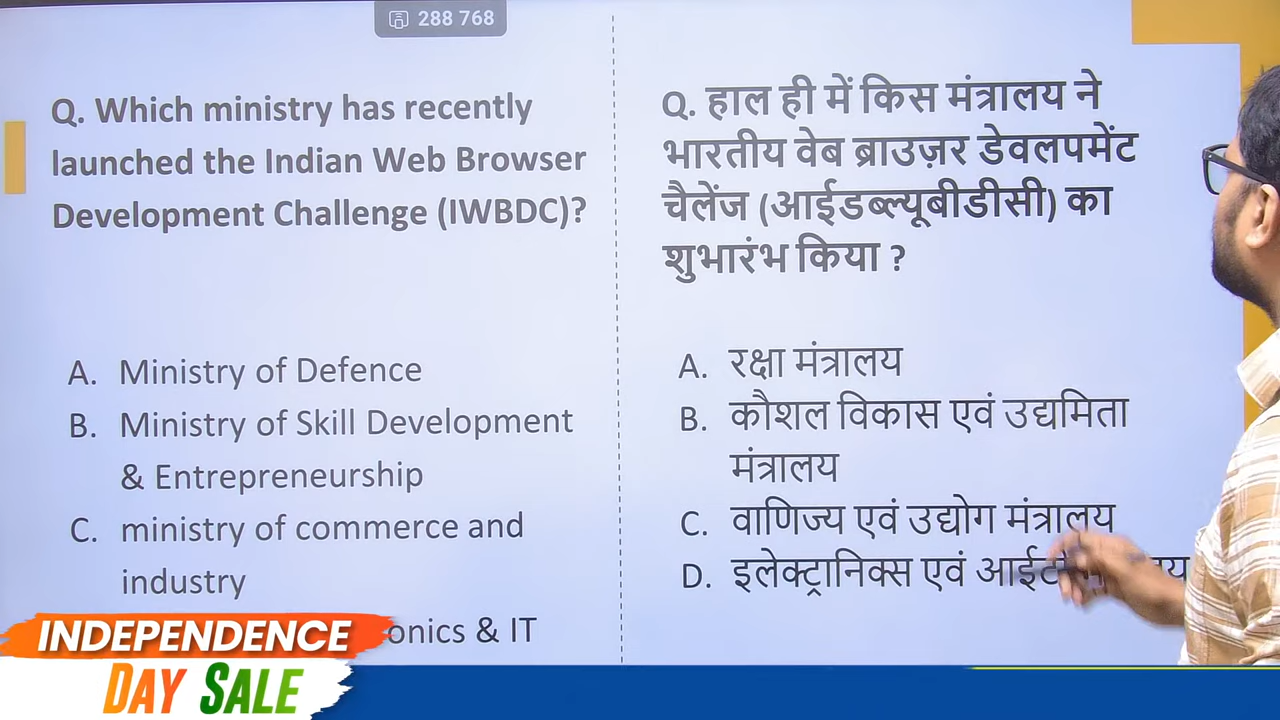 288 768
Q. Which ministry has recently
launched the Indian Web Browser
Development Challenge (IWBDC)?
A. Ministry of Defence
B. Ministry of Skill Development
& Entrepreneurship
C. ministry of commerce and
industry
onics & IT
Q. हाल ही में किस मंत्रालय ने
भारतीय वेब ब्राउज़र डेवलपमेंट
चैलेंज (आईडब्ल्यूबीडीसी) का
शुभारंभ किया ?
A. रक्षा मंत्रालय
B. कौशल विकास एवं उद्यमिता
मंत्रालय
C. वाणिज्य एवं उद्योग मंत्रालय
D. इलेक्ट्रानिक्स एवं
INDEPENDENCE
DAY SALE